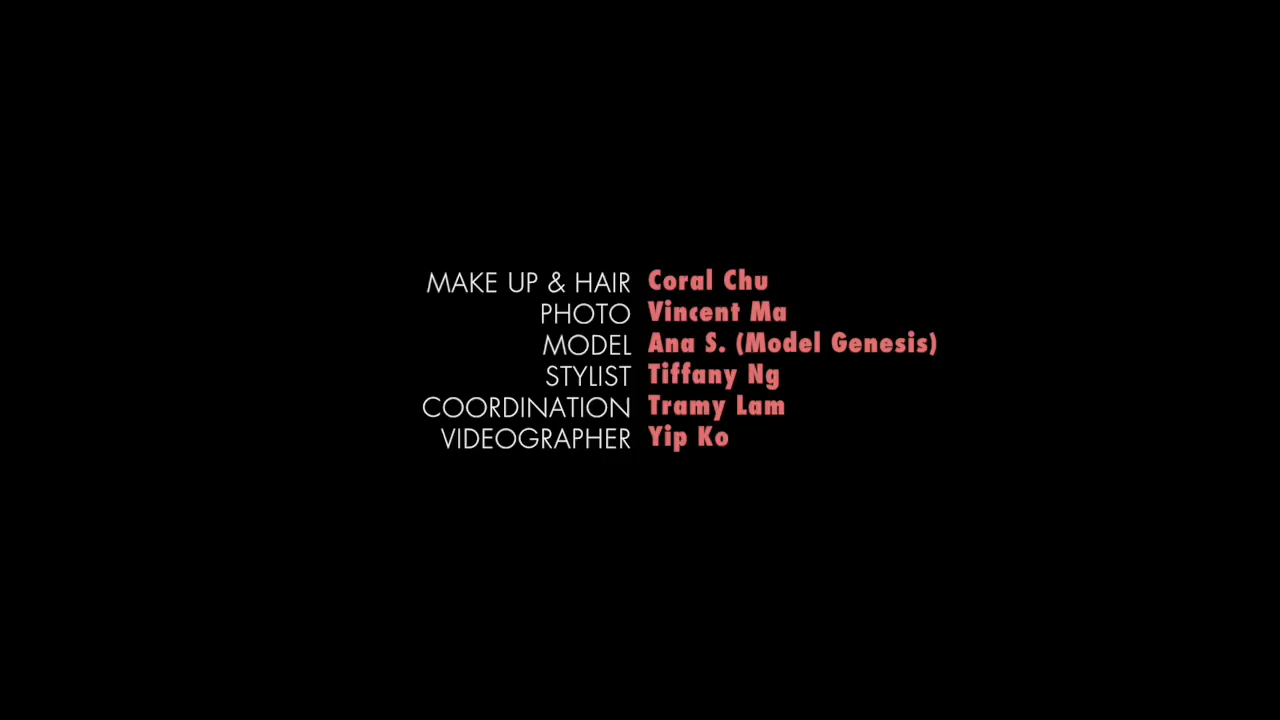 MAKE UP & HAIR Coral Chu
PHOTO Vincent Ma
MODEL Ana S. (Model Genesis)
STYLIST Tiffany Ng
COORDINATION Tramy Lam
VIDEOGRAPHER Yip Ko